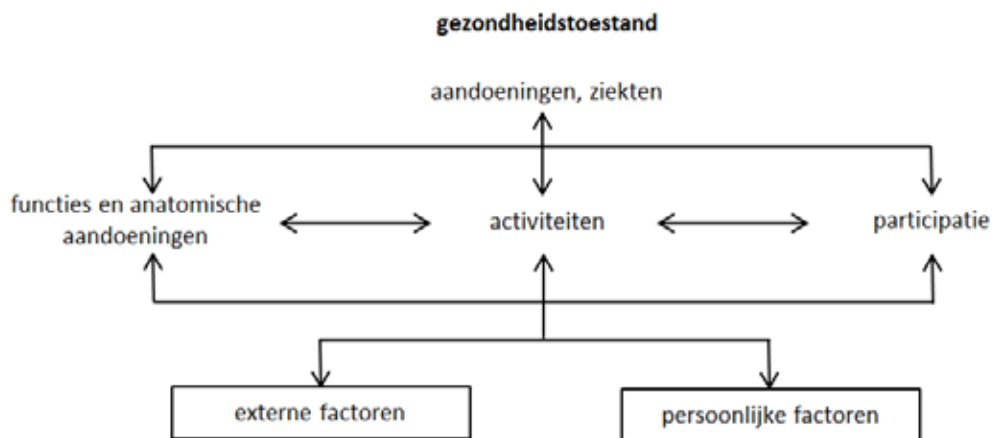 gezondheidstoestand
aandoeningen, ziekten
functies en anatomische
aandoeningen
activiteiten
participatie
externe factoren
persoonlijke factoren